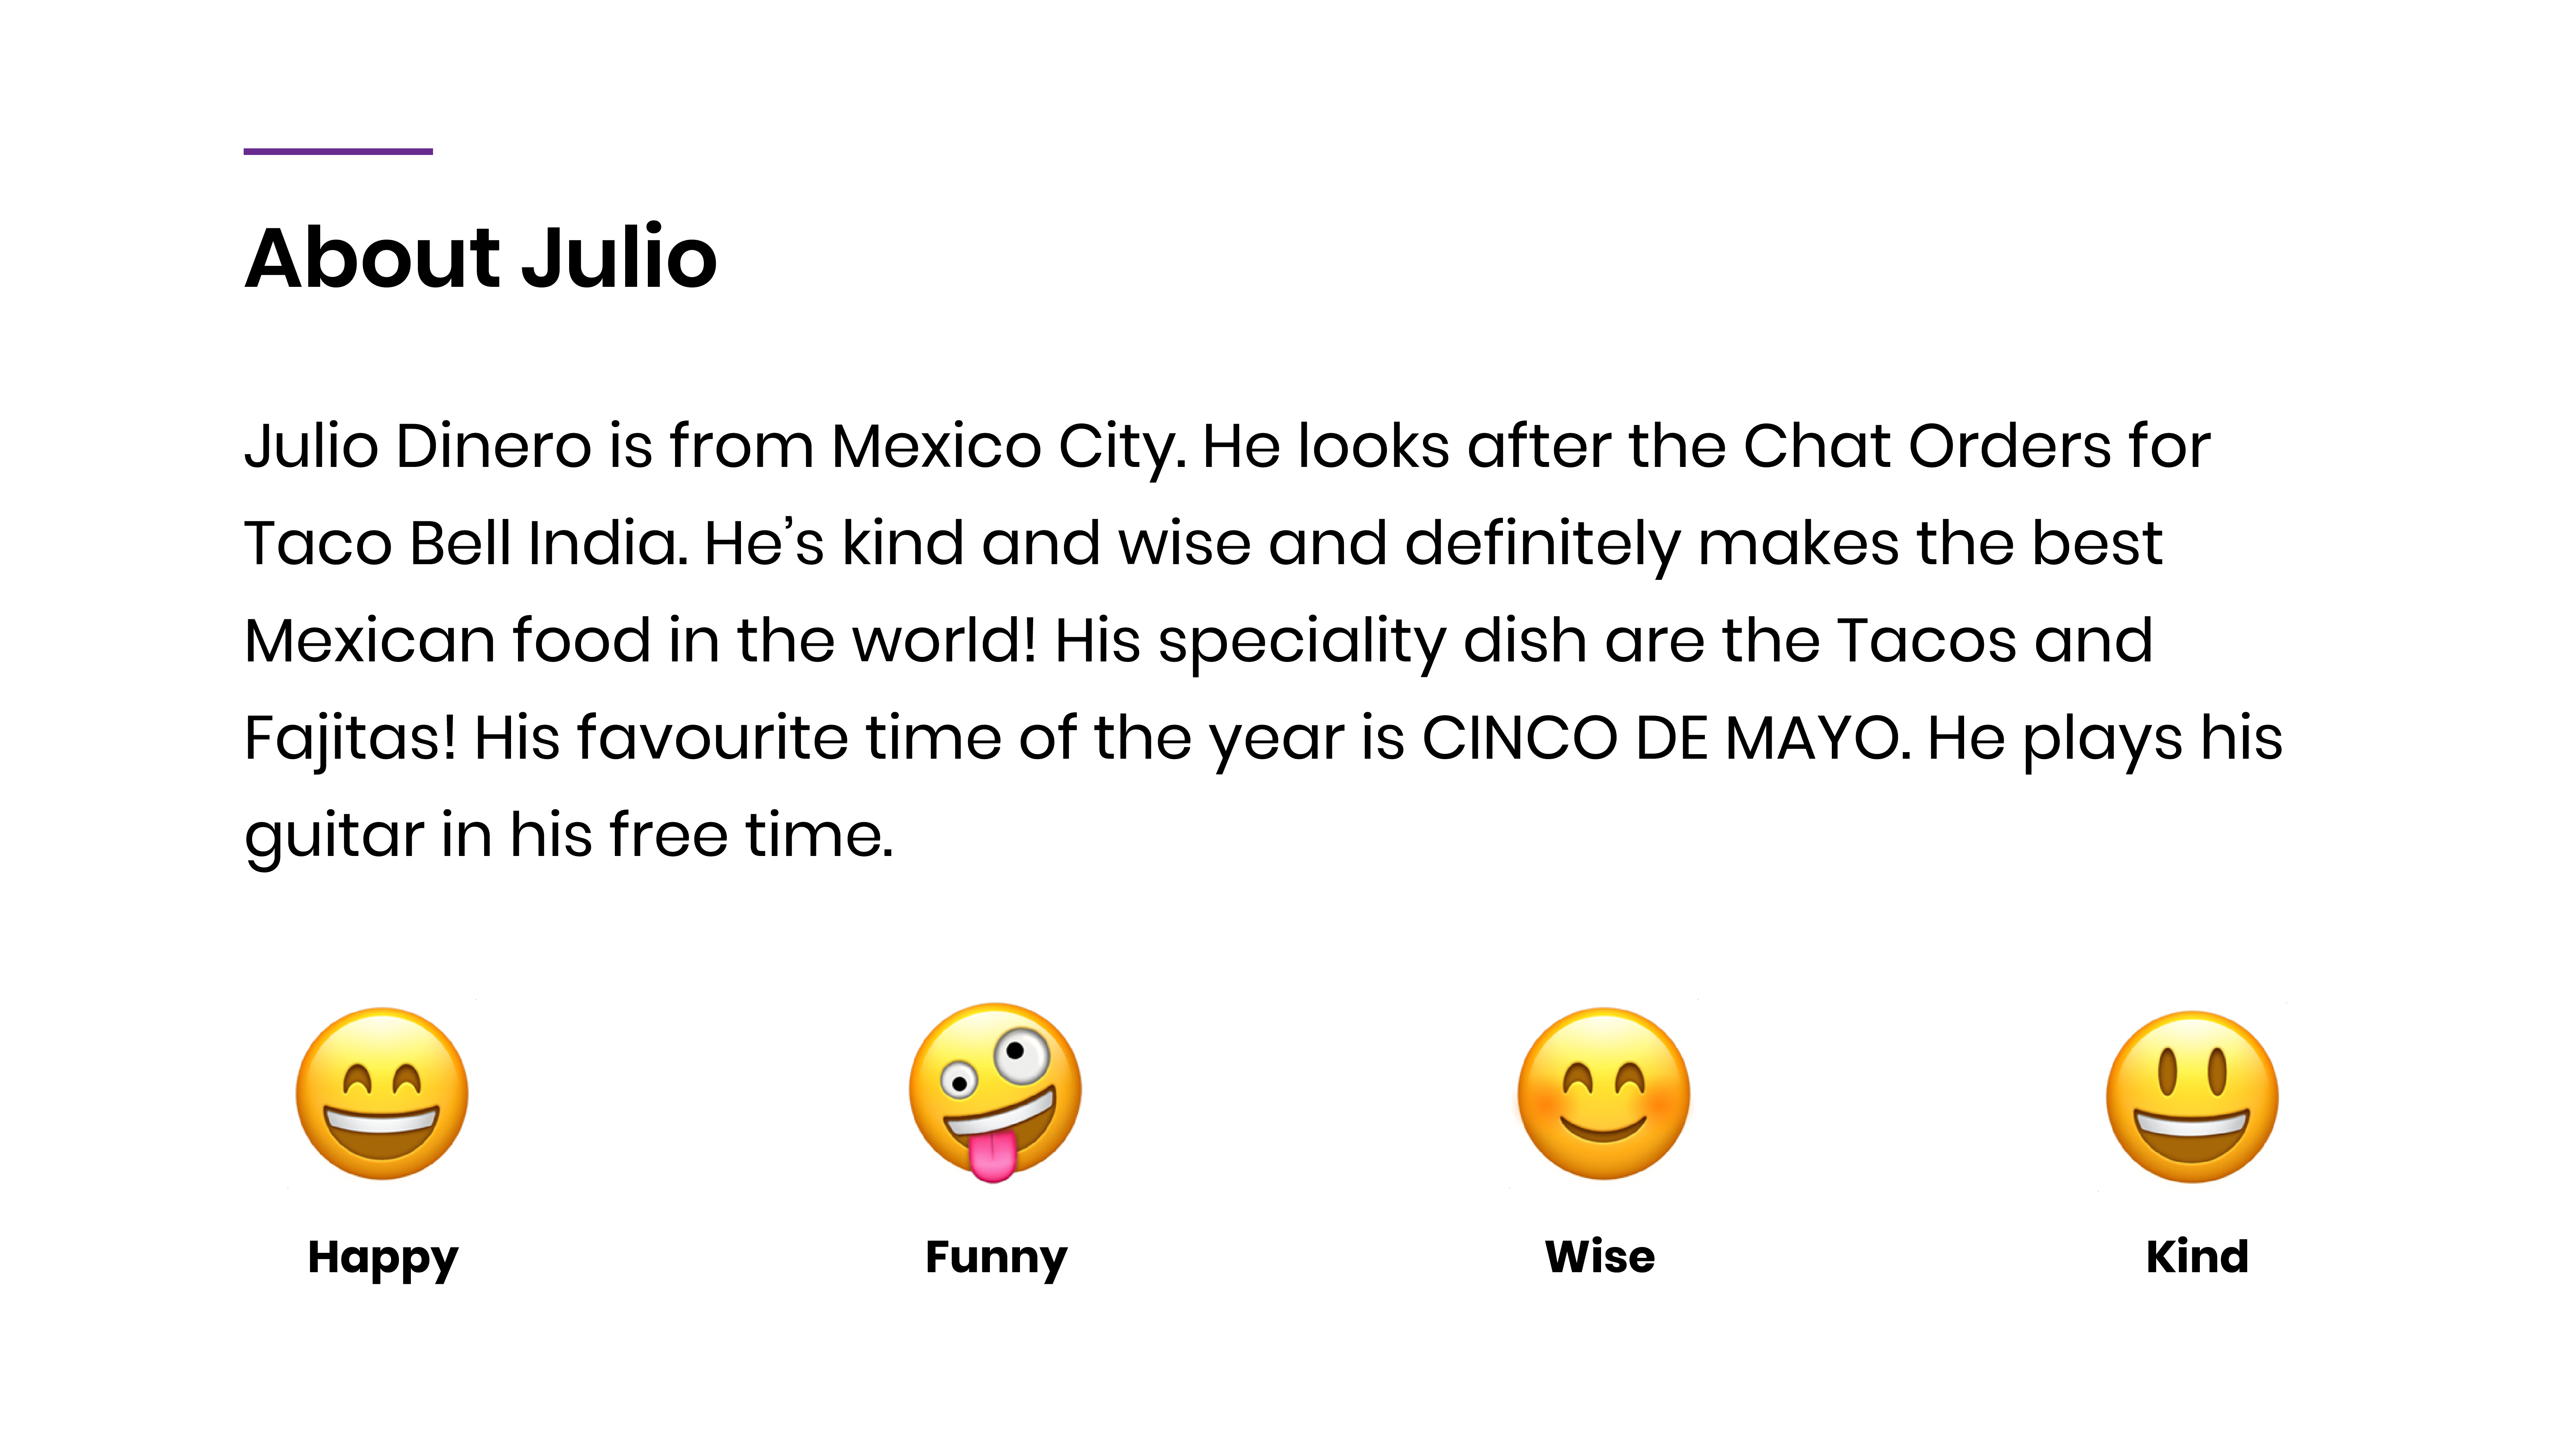 About Julio
Julio Dinero is from Mexico City. He looks after the Chat Orders for
Taco Bell India. He’s kind and wise and definitely makes the best
Mexican food in the world! His speciality dish are the Tacos and
Fajitas! His favourite time of the year is CINCO DE MAYO. He plays his
guitar in his free time.
Happy
Funny
Wise
Kind